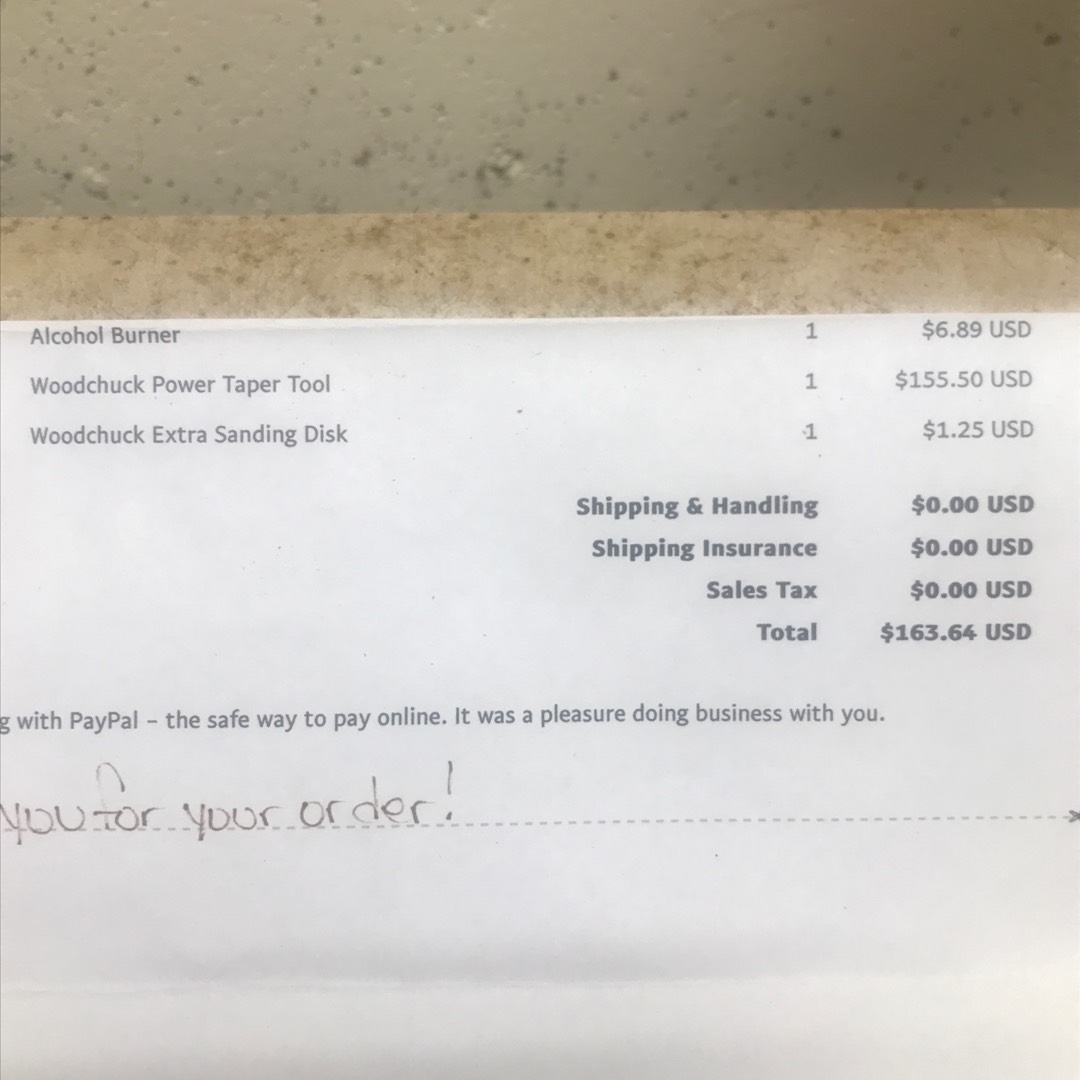 Alcohol Burner 1 $6.89 USD
Woodchuck Power Taper Tool 1 $155.50 USD
Woodchuck Extra Sanding Disk 1 $1.25 USD
Shipping & Handling $0.00 USD
Shipping Insurance $0.00 USD
Sales Tax $0.00 USD
Total $163.64 USD
g with PayPal – the safe way to pay online. It was a pleasure doing business with you.
you for your order!